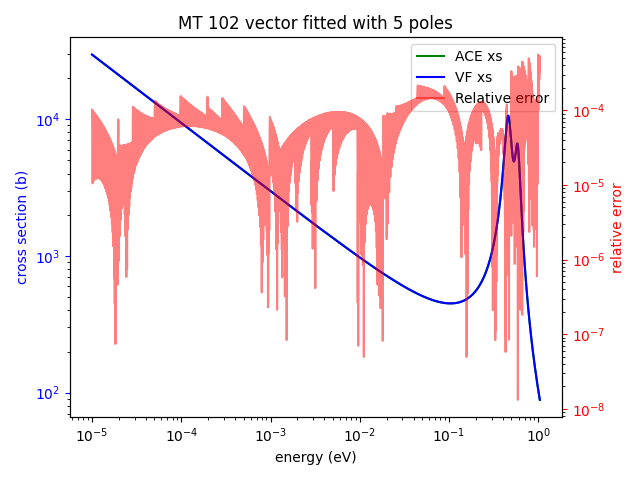 MT 102 vector fitted with 5 poles
ACE xs
VF xs
Relative error
cross section (b)
10⁴
10³
10²
relative error
10⁻⁴
10⁻⁵
10⁻⁶
10⁻⁷
10⁻⁸
10⁻⁵ 10⁻⁴ 10⁻³ 10⁻² 10⁻¹ 10⁰
energy (eV)